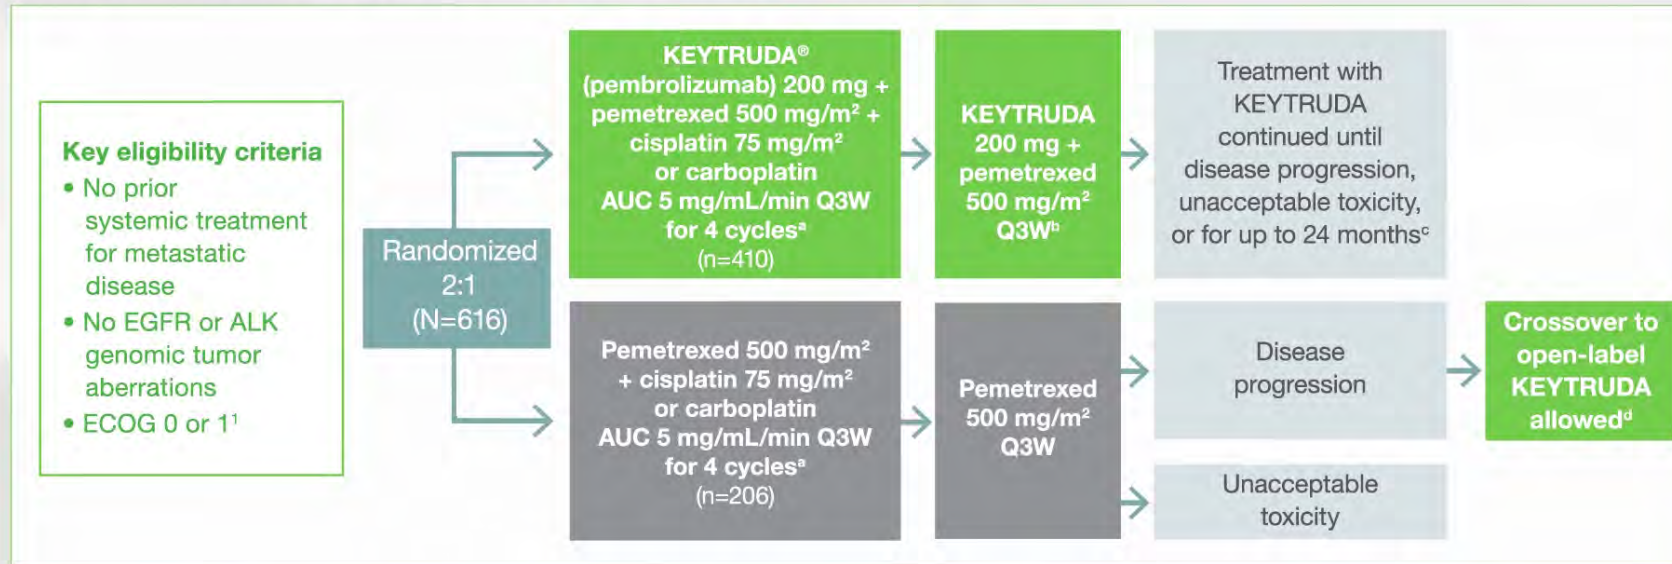 Key eligibility criteria
• No prior
systemic treatment
for metastatic
disease
• No EGFR or ALK
genomic tumor
aberrations
• ECOG 0 or 1¹
Randomized
2:1
(N=616)
KEYTRUDA®
(pembrolizumab) 200 mg +
pemetrexed 500 mg/m² +
cisplatin 75 mg/m²
or carboplatin
AUC 5 mg/mL/min Q3W
for 4 cyclesᵃ
(n=410)
KEYTRUDA
200 mg +
pemetrexed
500 mg/m²
Q3Wᵇ
Treatment with
KEYTRUDA
continued until
disease progression,
unacceptable toxicity,
or for up to 24 monthsᶜ
Pemetrexed 500 mg/m²
+ cisplatin 75 mg/m²
or carboplatin
AUC 5 mg/mL/min Q3W
for 4 cyclesᵃ
(n=206)
Pemetrexed
500 mg/m²
Q3W
Disease
progression
Crossover to
open-label
KEYTRUDA
allowedᵈ
Unacceptable
toxicity